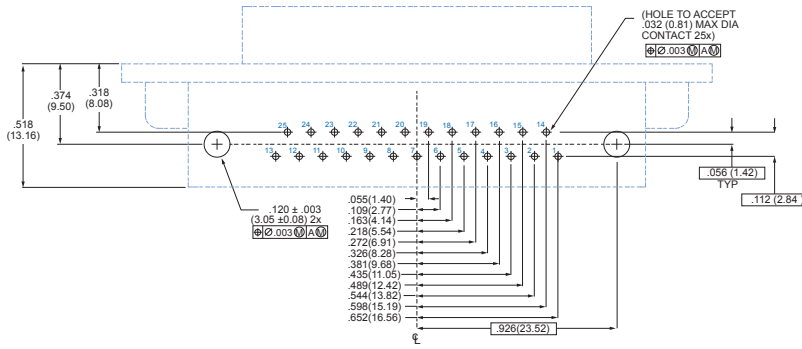 (HOLE TO ACCEPT
.032 (0.81) MAX DIA
CONTACT 25x)
⌖ Ø.003 Ⓜ A Ⓜ
.318
(8.08)
.374
(9.50)
.518
(13.16)
25 24 23 22 21 20 19 18 17 16 15 14
13 12 11 10 9 8 7 6 5 4 3 2 1
.056 (1.42)
TYP
.112 (2.84
.120 ± .003
(3.05 ±0.08) 2x
⌖ Ø.003 Ⓜ A Ⓜ
.055(1.40)
.109(2.77)
.163(4.14)
.218(5.54)
.272(6.91)
.326(8.28)
.381(9.68)
.435(11.05)
.489(12.42)
.544(13.82)
.598(15.19)
.652(16.56)
.926(23.52)
℄